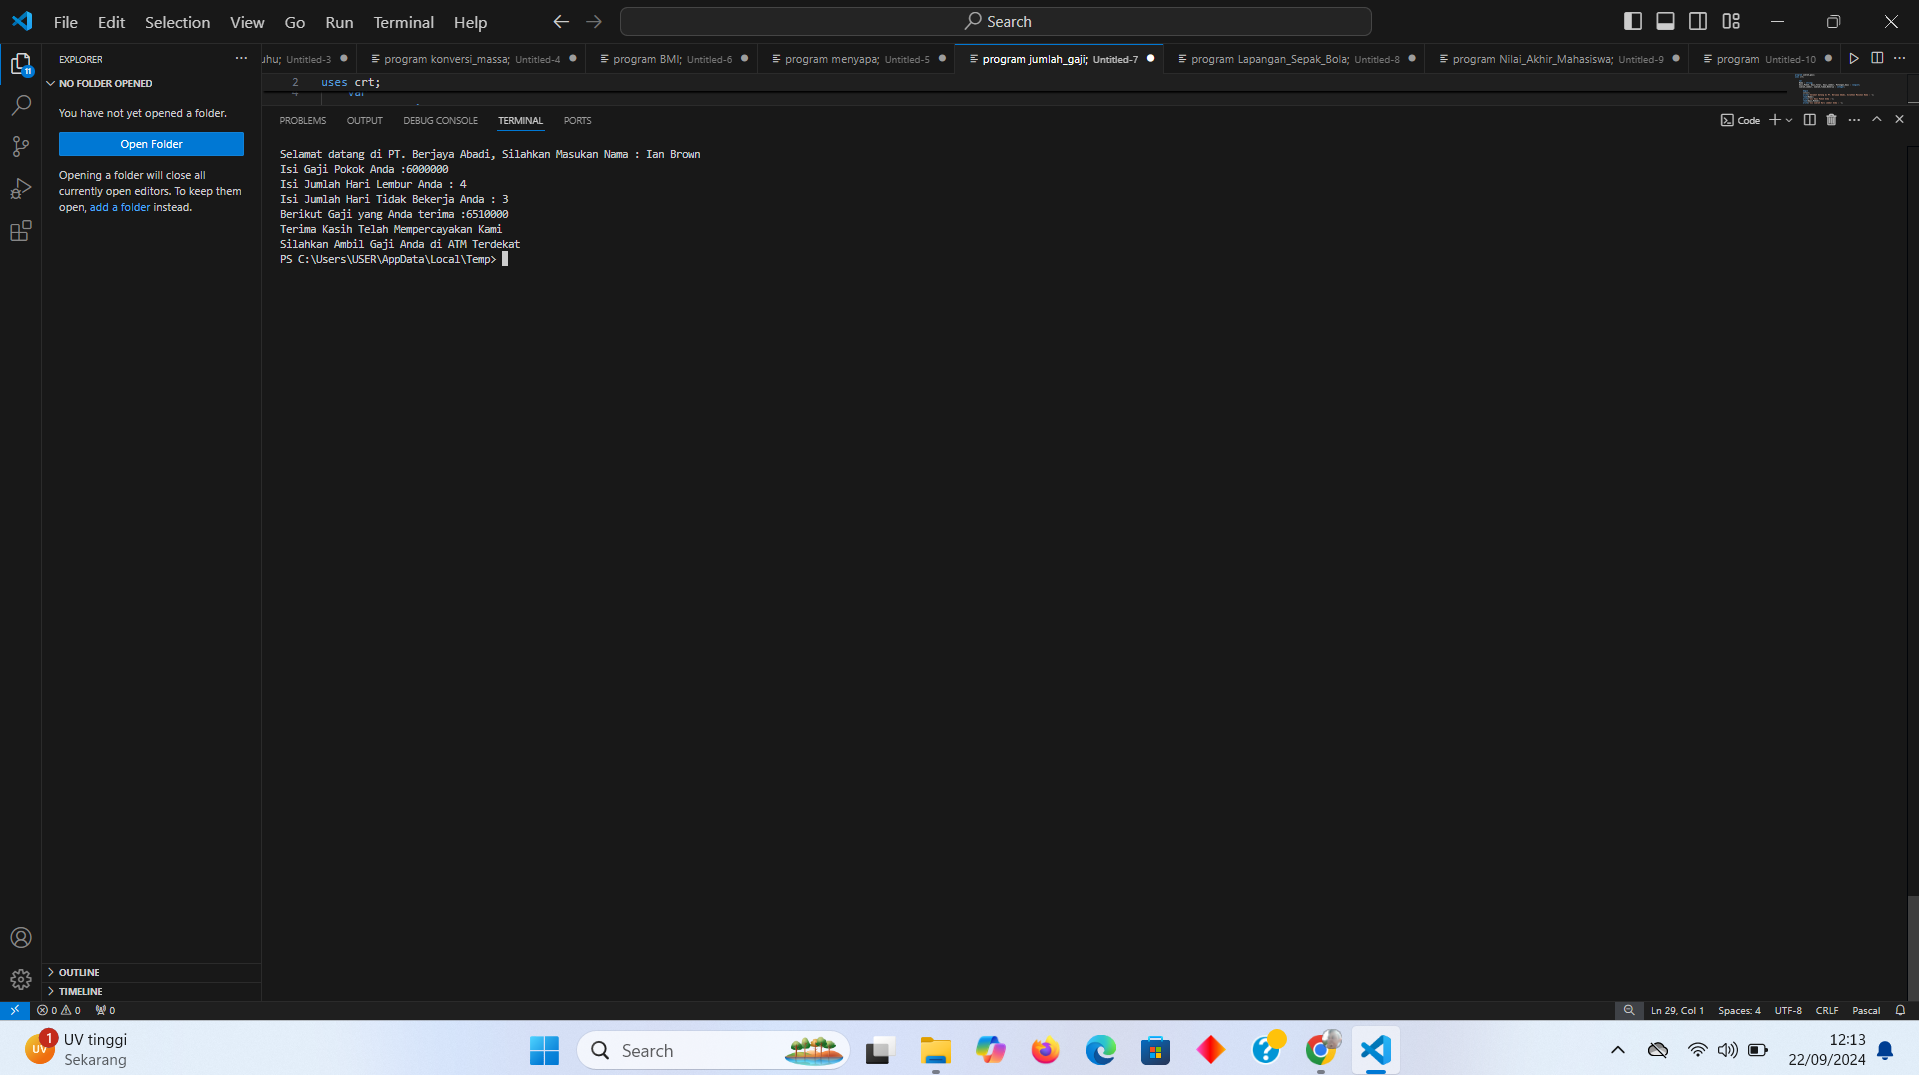 File Edit Selection View Go Run Terminal Help
Search
EXPLORER
uhu; Untitled-3
program konversi_massa; Untitled-4
program BMI; Untitled-6
program menyapa; Untitled-5
program jumlah_gaji; Untitled-7
program Lapangan_Sepak_Bola; Untitled-8
program Nilai_Akhir_Mahasiswa; Untitled-9
program Untitled-10
11
NO FOLDER OPENED
You have not yet opened a folder.
Open Folder
Opening a folder will close all
currently open editors. To keep them
open, add a folder instead.
2 uses crt;
4 var
PROBLEMS OUTPUT DEBUG CONSOLE TERMINAL PORTS
Code
Selamat datang di PT. Berjaya Abadi, Silahkan Masukan Nama : Ian Brown
Isi Gaji Pokok Anda :6000000
Isi Jumlah Hari Lembur Anda : 4
Isi Jumlah Hari Tidak Bekerja Anda : 3
Berikut Gaji yang Anda terima :6510000
Terima Kasih Telah Mempercayakan Kami
Silahkan Ambil Gaji Anda di ATM Terdekat
PS C:\Users\USER\AppData\Local\Temp>
OUTLINE
TIMELINE
0 0 0
Ln 29, Col 1 Spaces: 4 UTF-8 CRLF Pascal
UV 1
UV tinggi
Sekarang
Search
12:13
22/09/2024